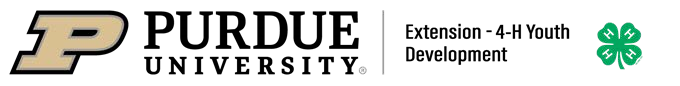 P PURDUE
UNIVERSITY®
Extension - 4-H Youth
Development
H H
H H